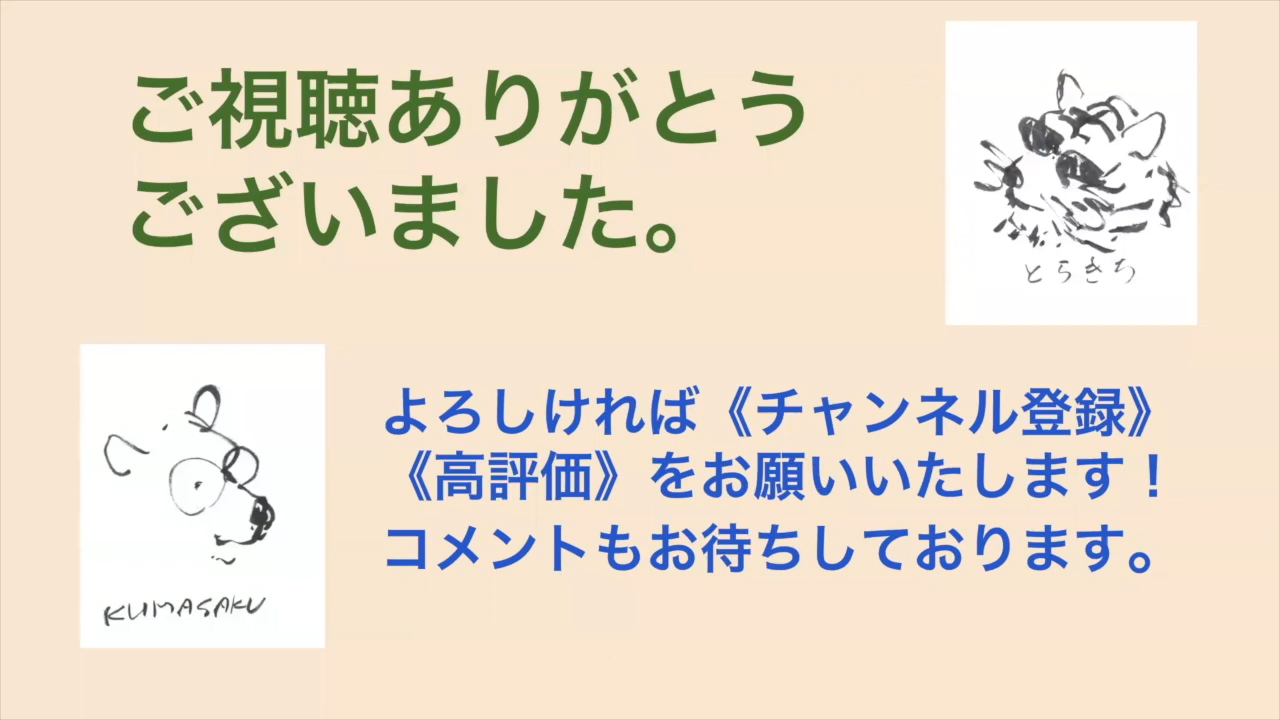 ご視聴ありがとう
ございました。
とらきち
よろしければ《チャンネル登録》
《高評価》をお願いいたします！
コメントもお待ちしております。
KUMASAKU